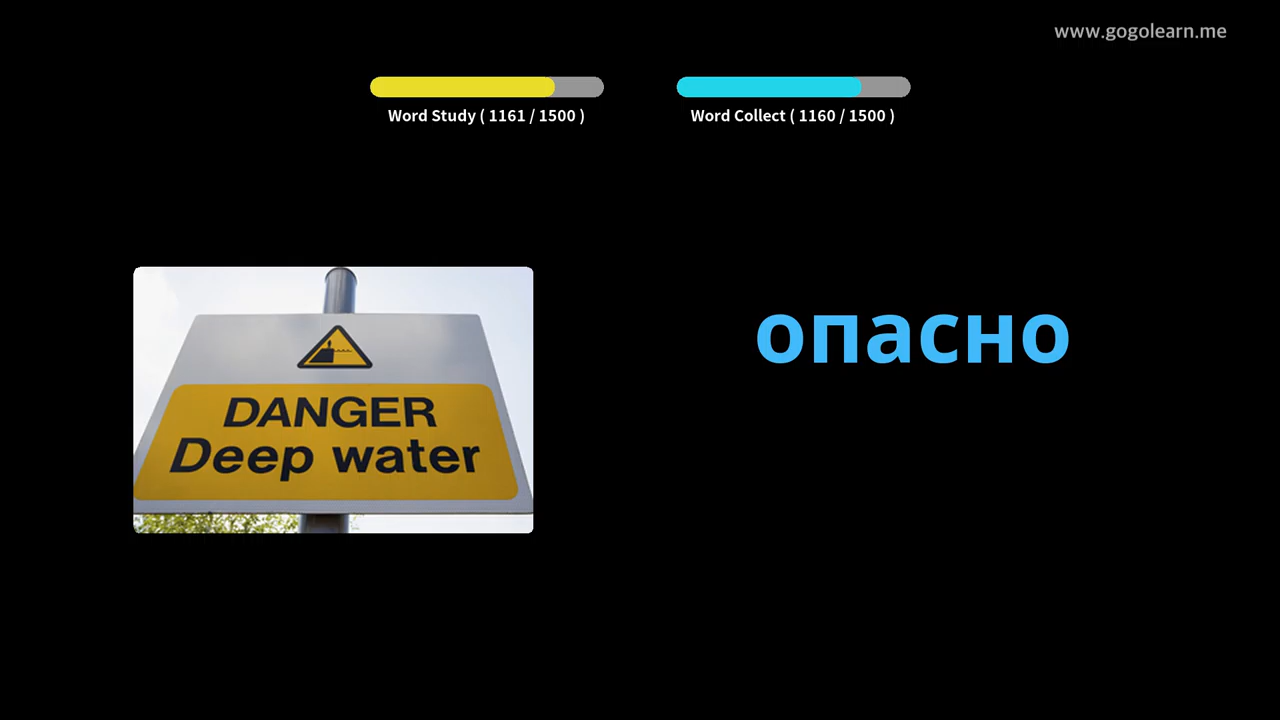 www.gogolearn.me
Word Study ( 1161 / 1500 )
Word Collect ( 1160 / 1500 )
DANGER
Deep water
опасно